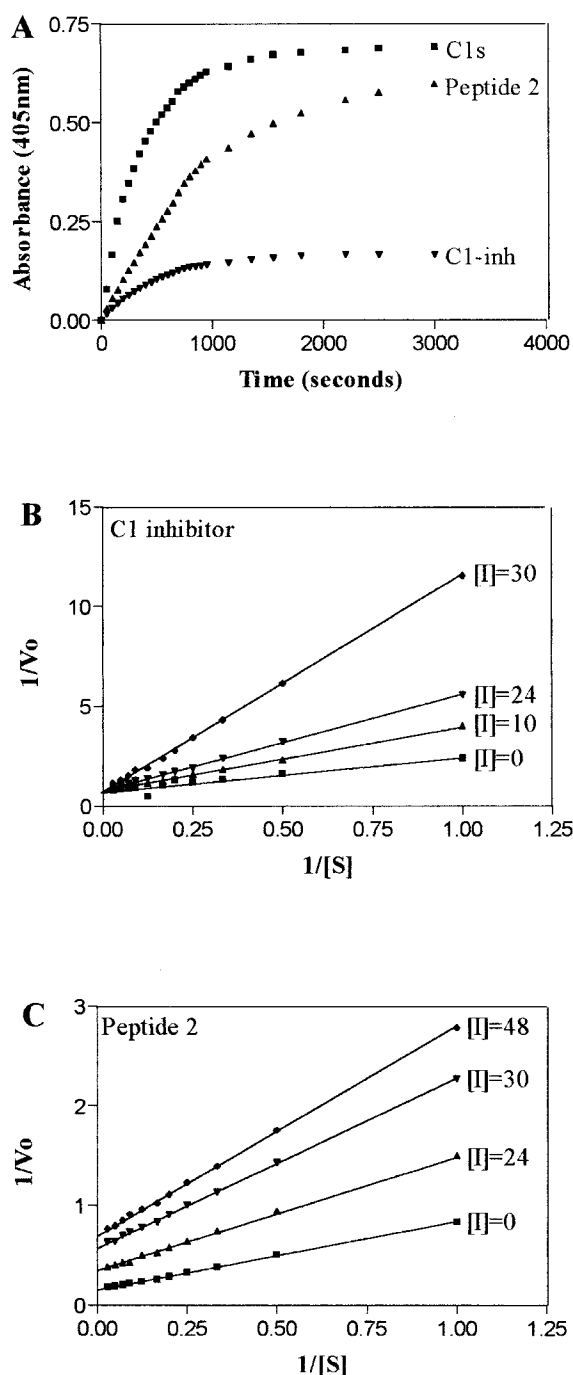 A
0.75
0.50
0.25
0.00
Absorbance (405nm)
C1s
Peptide 2
C1-inh
0 1000 2000 3000 4000
Time (seconds)
B
C1 inhibitor
15
10
5
0
1/Vo
[I]=30
[I]=24
[I]=10
[I]=0
0.00 0.25 0.50 0.75 1.00 1.25
1/[S]
C
Peptide 2
3
2
1
0
1/Vo
[I]=48
[I]=30
[I]=24
[I]=0
0.00 0.25 0.50 0.75 1.00 1.25
1/[S]